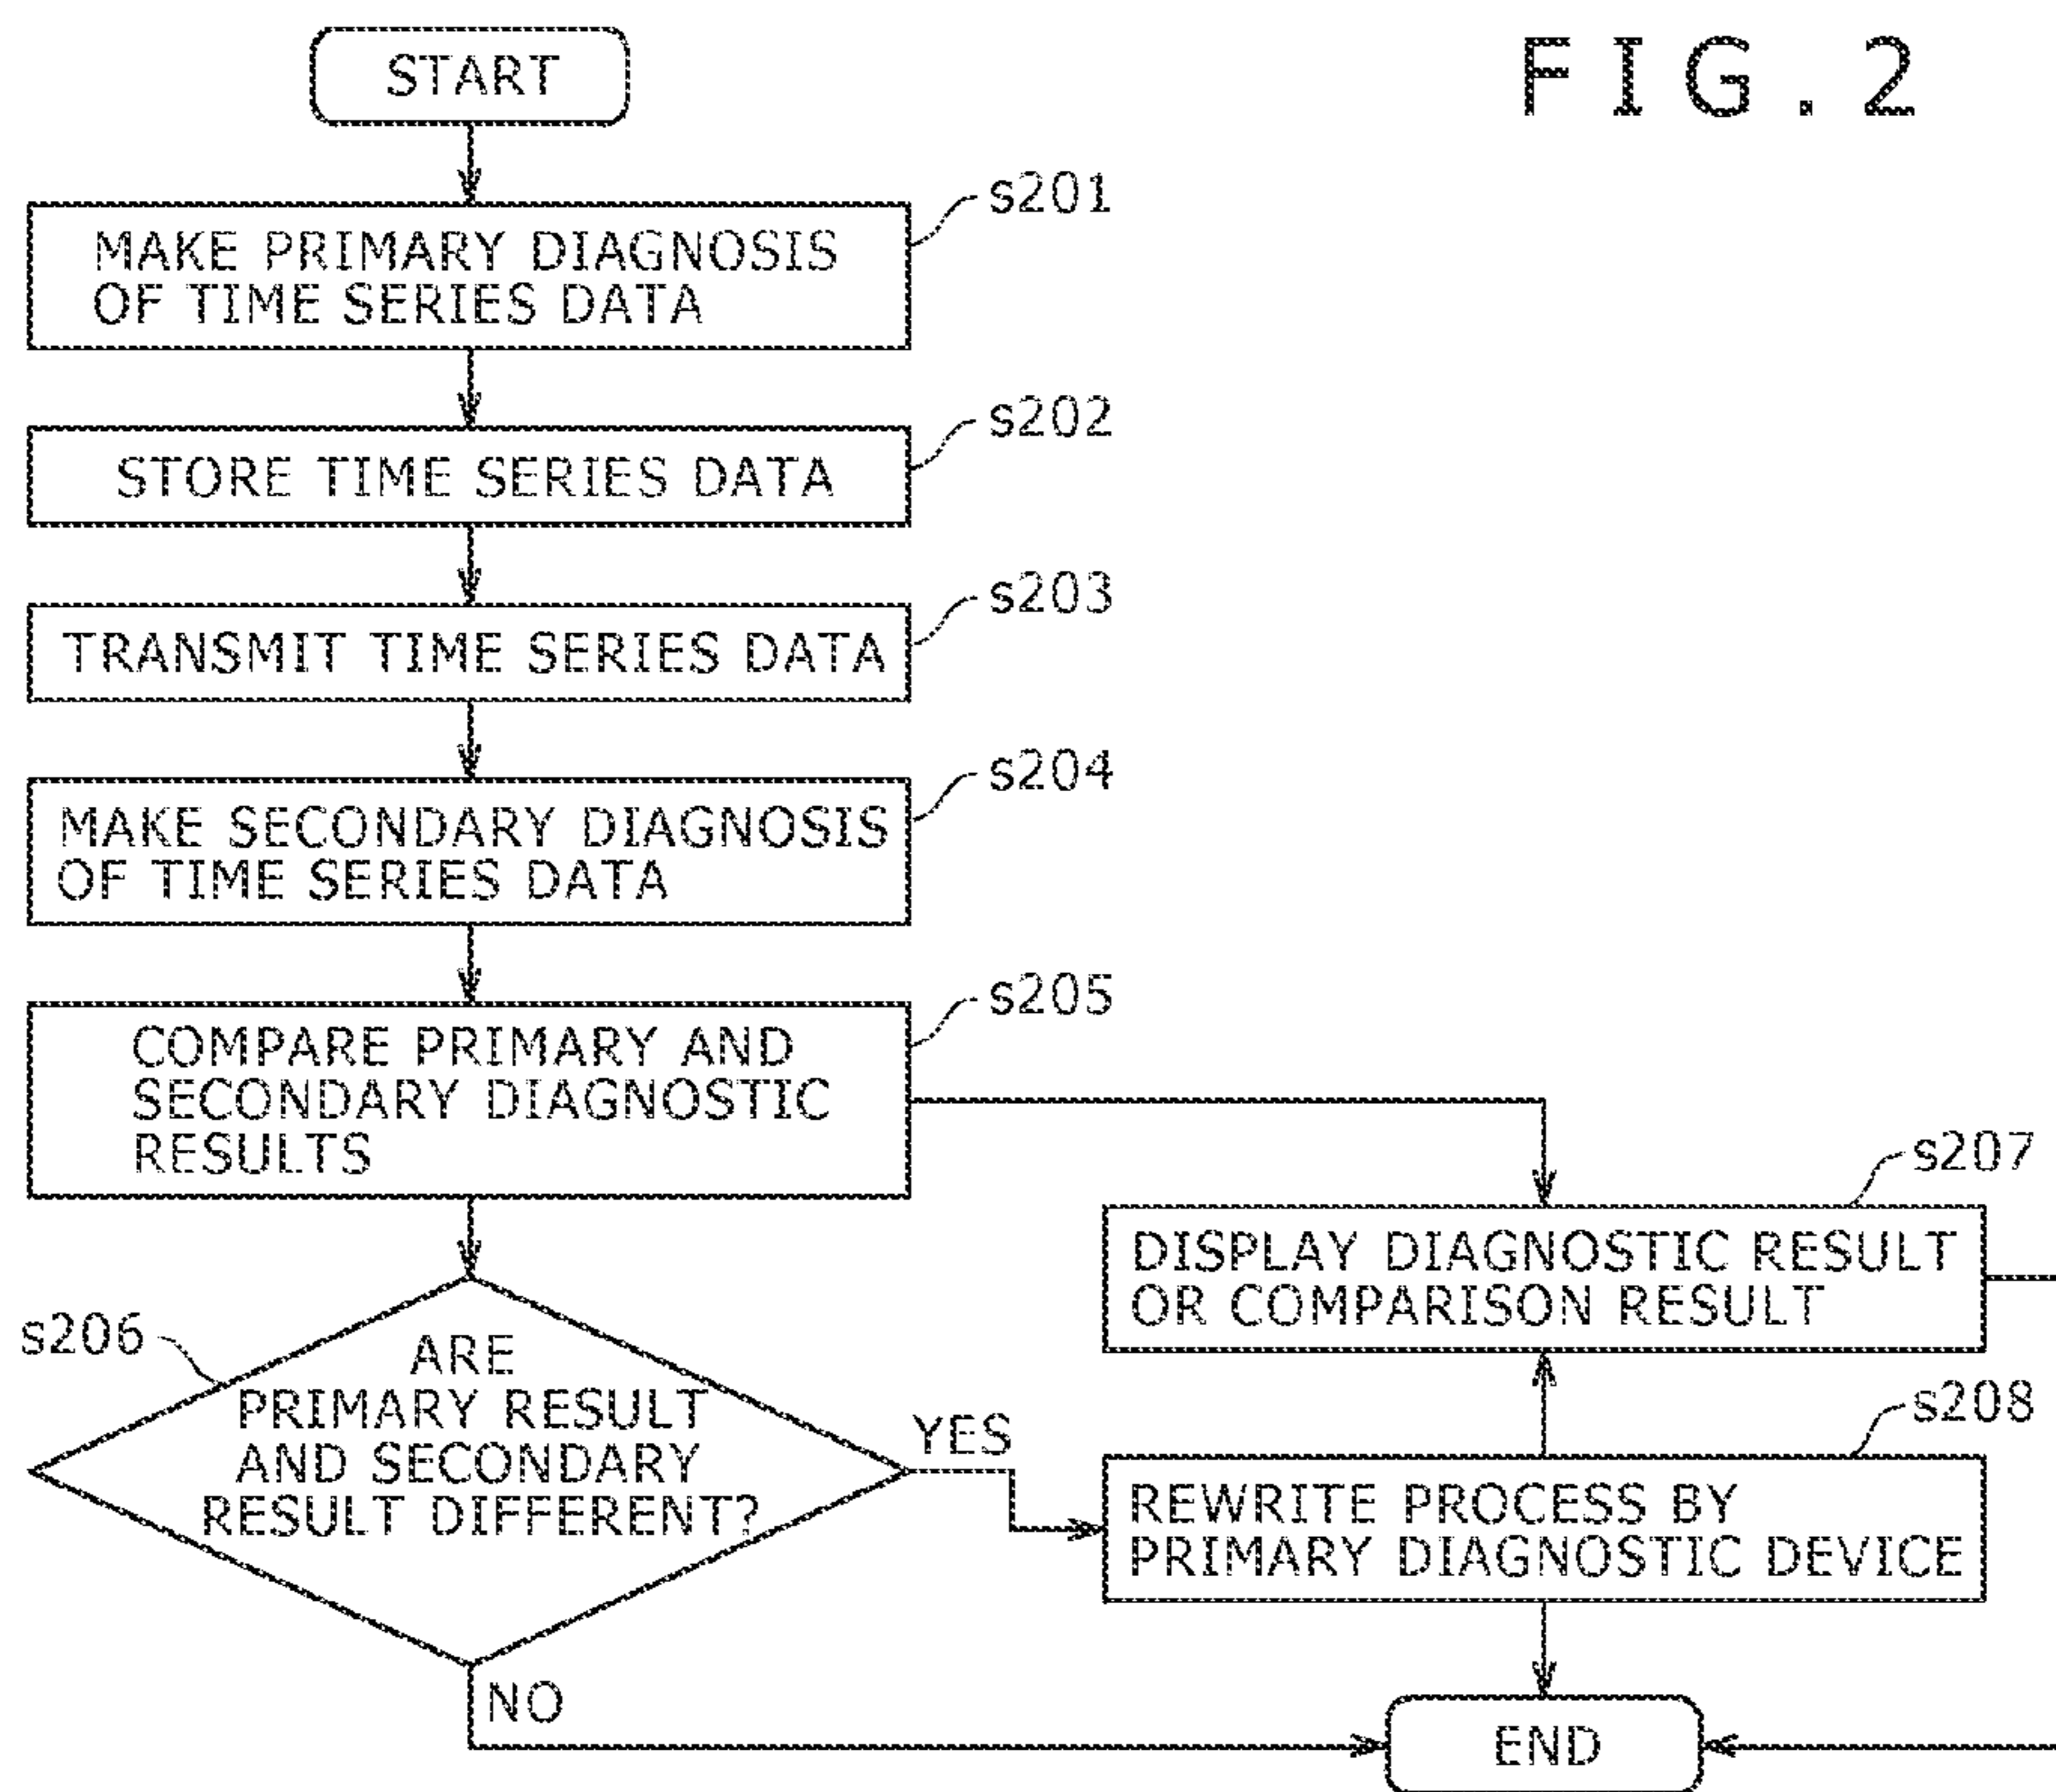 FIG.2
START
s201
MAKE PRIMARY DIAGNOSIS
OF TIME SERIES DATA
s202
STORE TIME SERIES DATA
s203
TRANSMIT TIME SERIES DATA
s204
MAKE SECONDARY DIAGNOSIS
OF TIME SERIES DATA
s205
COMPARE PRIMARY AND
SECONDARY DIAGNOSTIC
RESULTS
s206
ARE
PRIMARY RESULT
AND SECONDARY
RESULT DIFFERENT?
YES
NO
s207
DISPLAY DIAGNOSTIC RESULT
OR COMPARISON RESULT
s208
REWRITE PROCESS BY
PRIMARY DIAGNOSTIC DEVICE
END